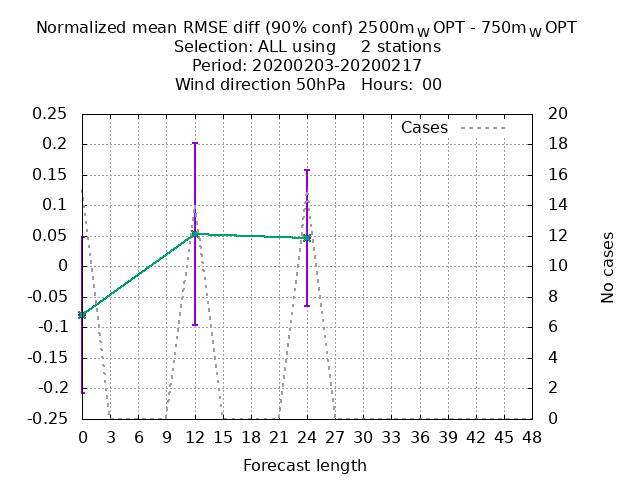 Normalized mean RMSE diff (90% conf) 2500m_W OPT - 750m_W OPT
Selection: ALL using 2 stations
Period: 20200203-20200217
Wind direction 50hPa Hours: 00
Cases
0.25
0.2
0.15
0.1
0.05
0
-0.05
-0.1
-0.15
-0.2
-0.25
20
18
16
14
12
10
8
6
4
2
0
No cases
0 3 6 9 12 15 18 21 24 27 30 33 36 39 42 45 48
Forecast length